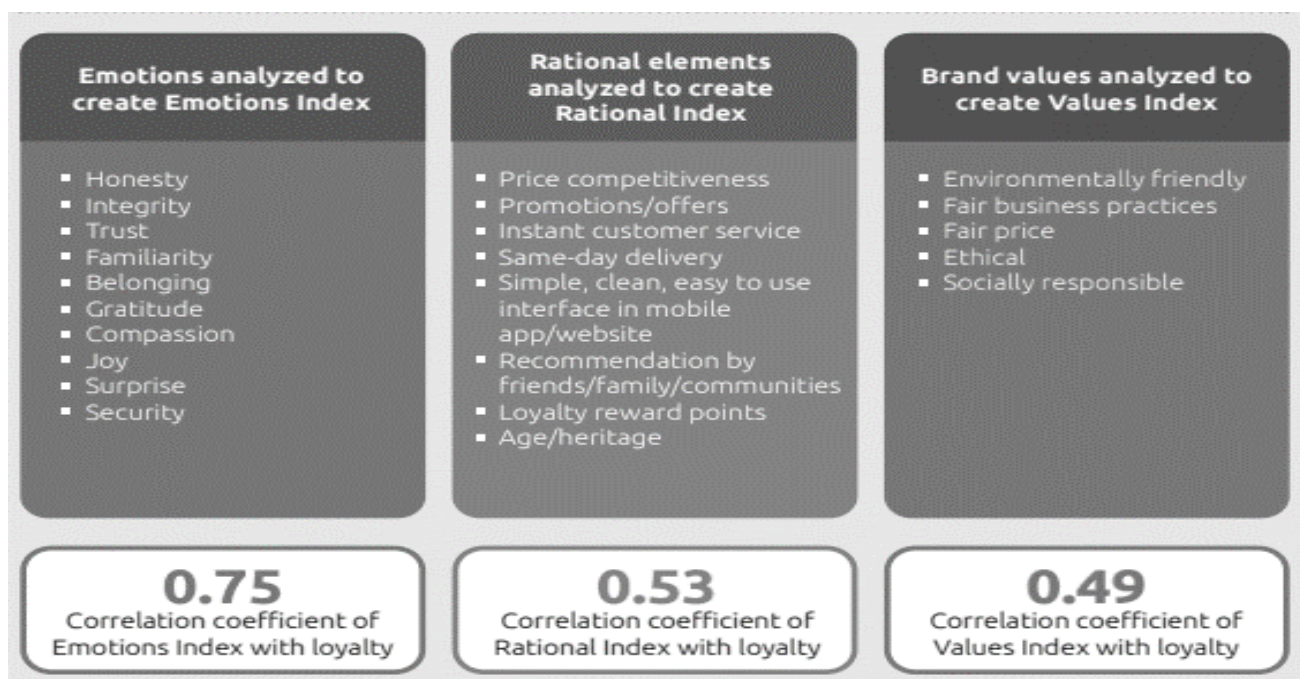 Emotions analyzed to
create Emotions Index
▪ Honesty
▪ Integrity
▪ Trust
▪ Familiarity
▪ Belonging
▪ Gratitude
▪ Compassion
▪ Joy
▪ Surprise
▪ Security
0.75
Correlation coefficient of
Emotions Index with loyalty
Rational elements
analyzed to create
Rational Index
▪ Price competitiveness
▪ Promotions/offers
▪ Instant customer service
▪ Same-day delivery
▪ Simple, clean, easy to use
interface in mobile
app/website
▪ Recommendation by
friends/family/communities
▪ Loyalty reward points
▪ Age/heritage
0.53
Correlation coefficient of
Rational Index with loyalty
Brand values analyzed to
create Values Index
▪ Environmentally friendly
▪ Fair business practices
▪ Fair price
▪ Ethical
▪ Socially responsible
0.49
Correlation coefficient of
Values Index with loyalty